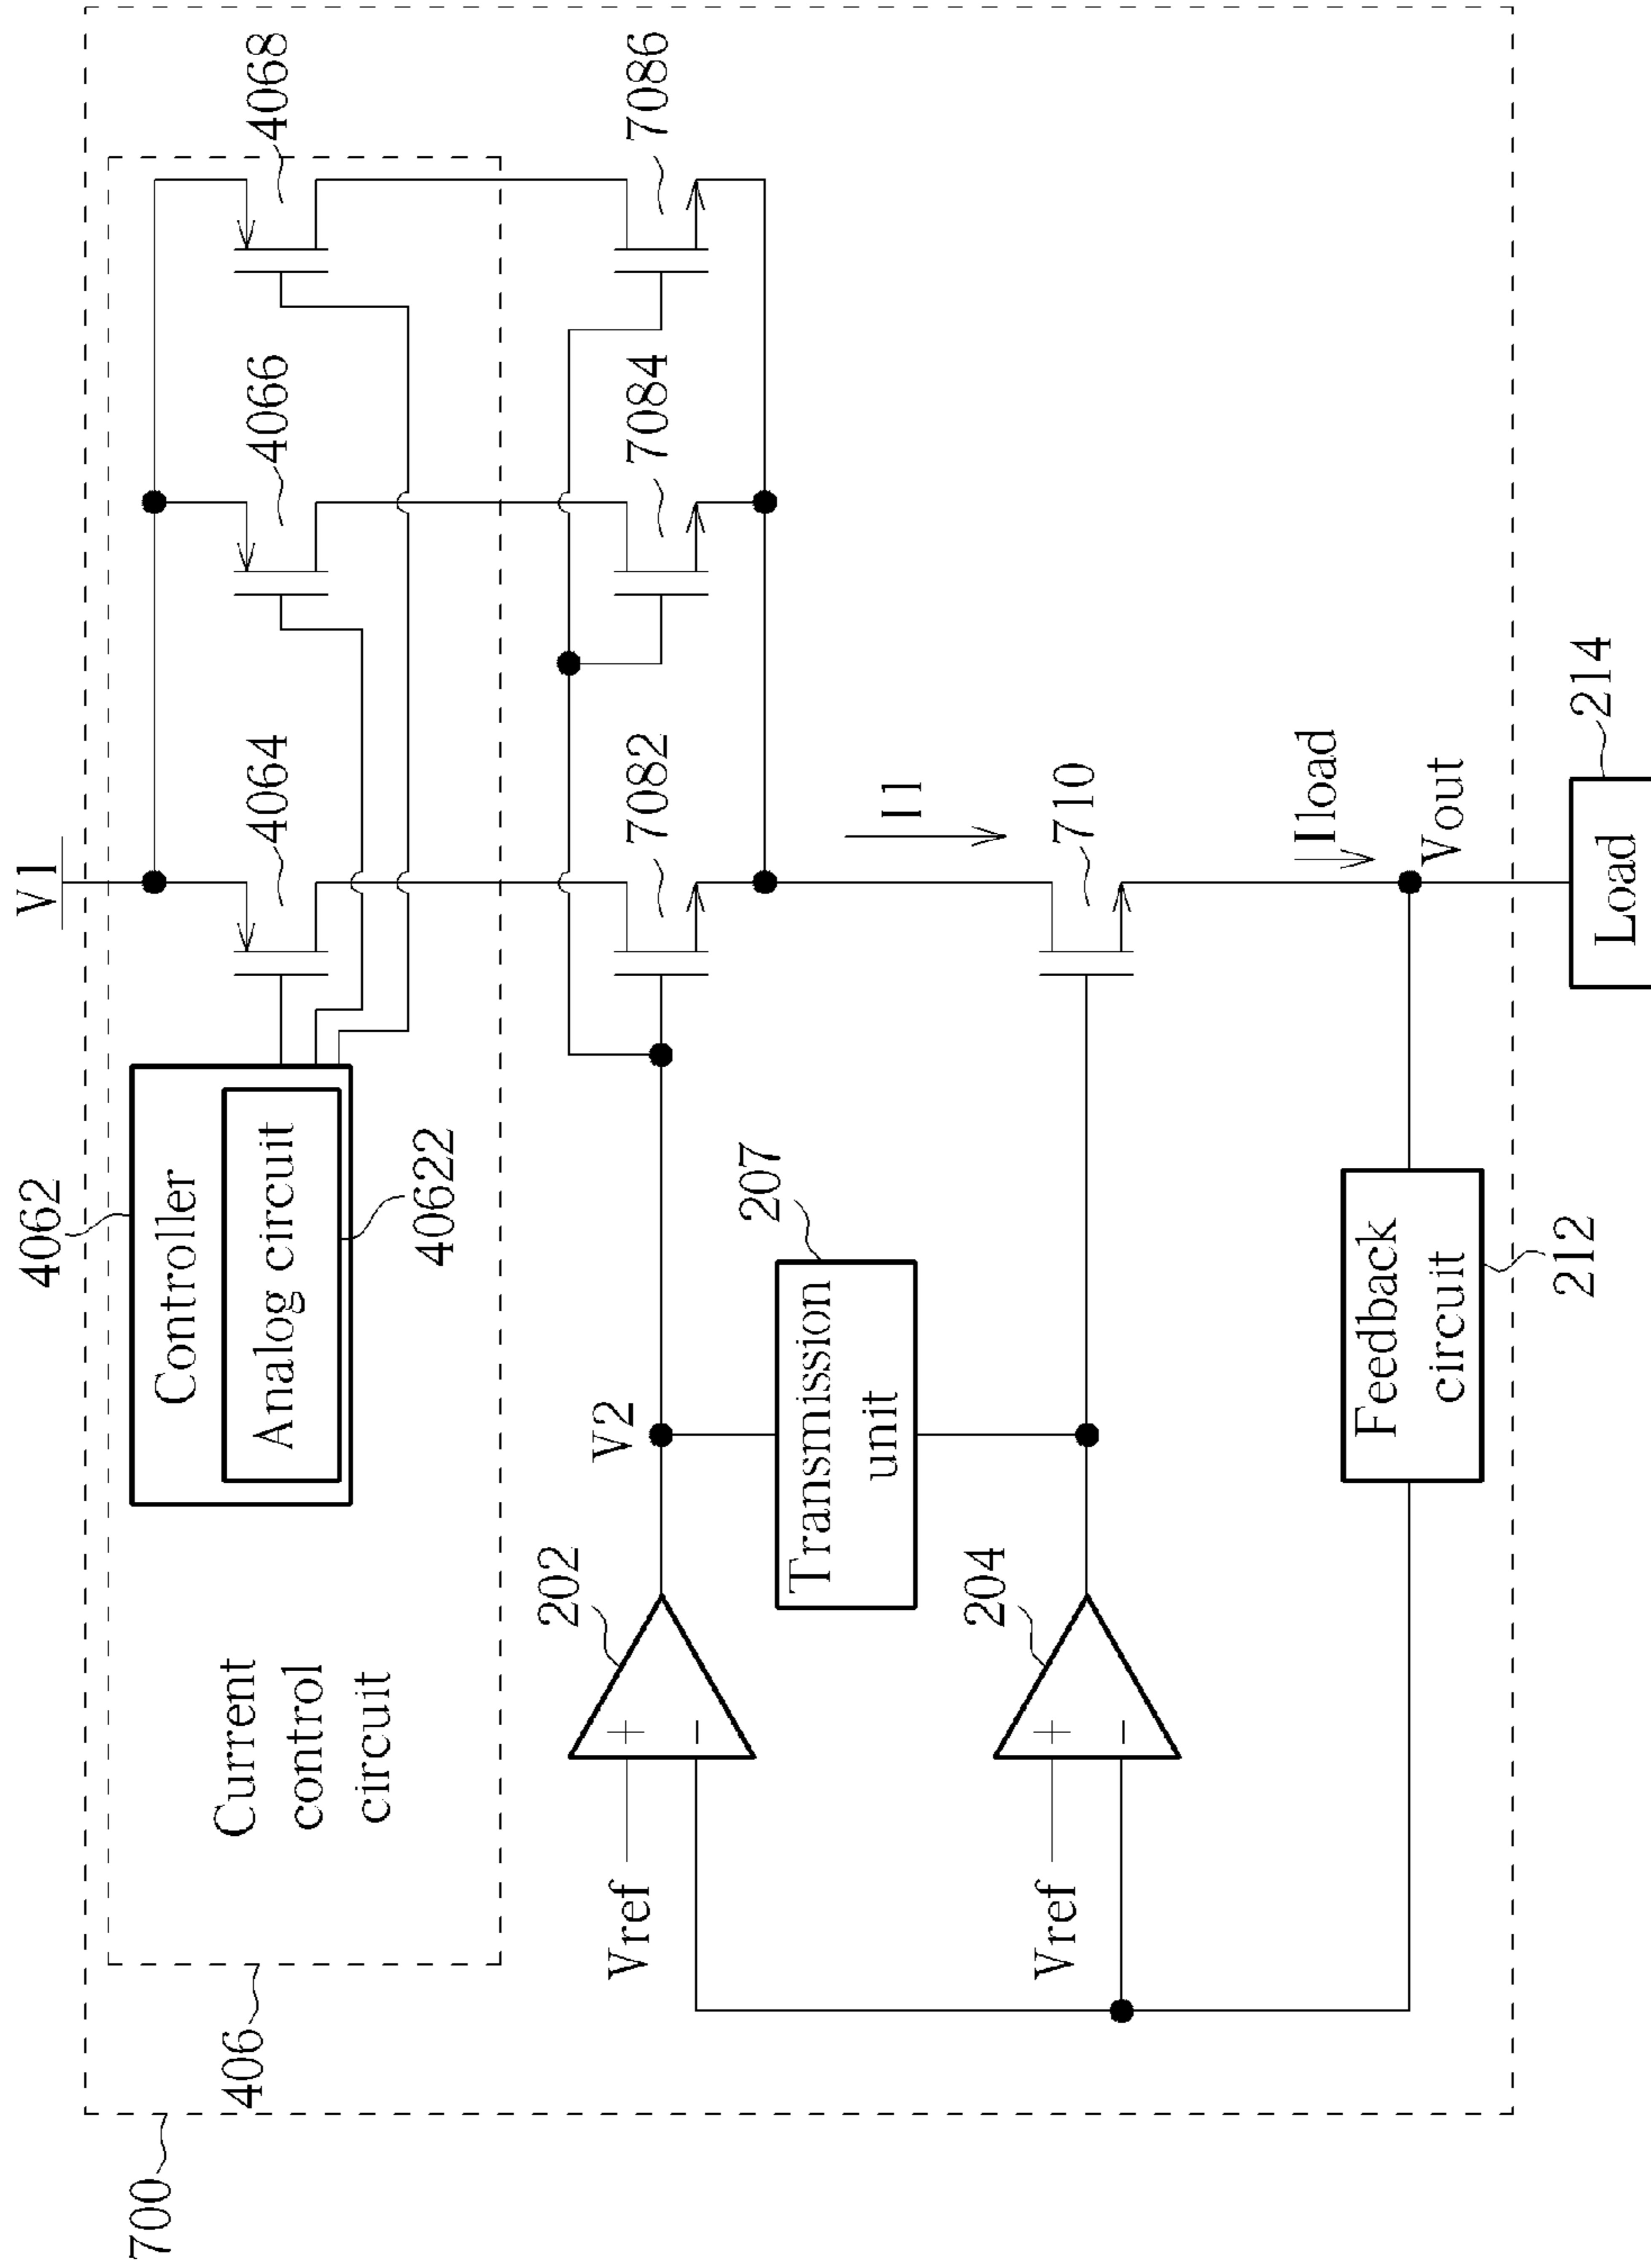 700
406
Current
control
circuit
4062
Controller
Analog circuit
40622
V1
4064
4066
4068
202
Vref
+
−
V2
207
Transmission
unit
7082
7084
7086
204
Vref
+
−
I1
710
Iload
Vout
Feedback
circuit
212
Load
214